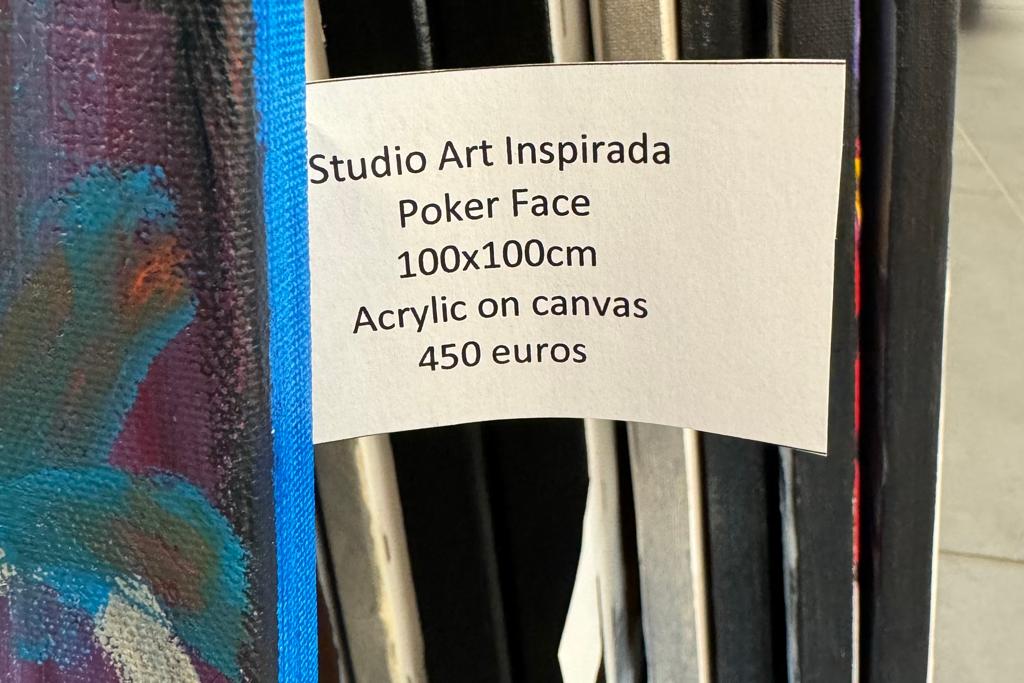 Studio Art Inspirada
Poker Face
100x100cm
Acrylic on canvas
450 euros